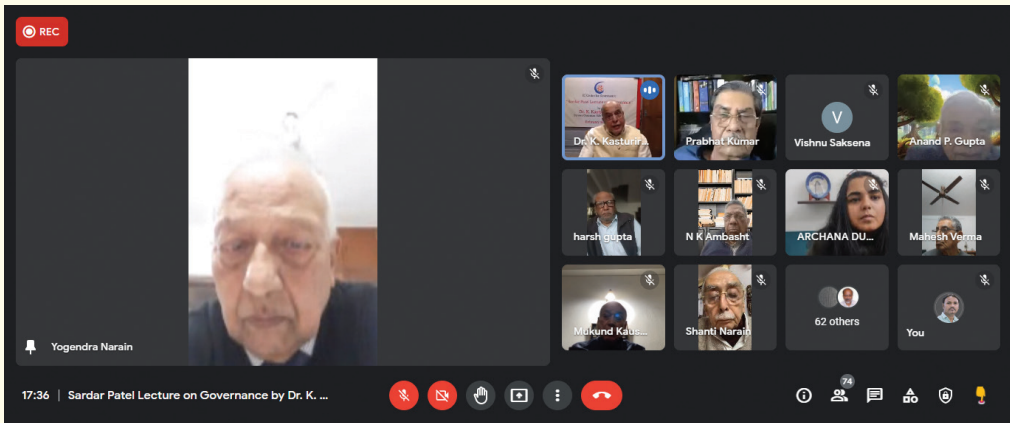 REC
Yogendra Narain
Dr. K. Kasturir...
Prabhat Kumar
V
Vishnu Saksena
Anand P. Gupta
harsh gupta
N K Ambasht
ARCHANA DU...
Mahesh Verma
Mukund Kaus...
Shanti Narain
62 others
You
17:36 | Sardar Patel Lecture on Governance by Dr. K. ...
74